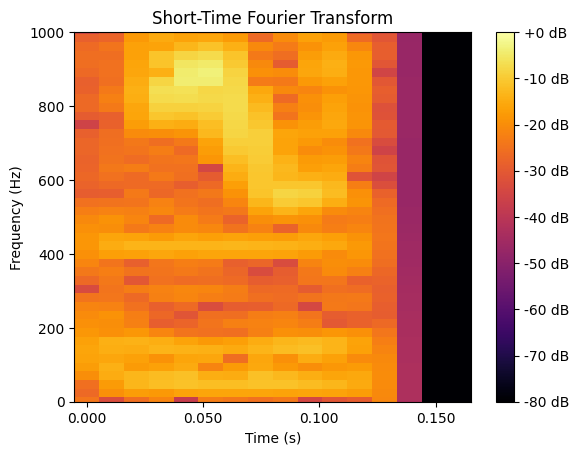 Short-Time Fourier Transform
1000
800
600
400
200
0
Frequency (Hz)
0.000
0.050
0.100
0.150
Time (s)
+0 dB
-10 dB
-20 dB
-30 dB
-40 dB
-50 dB
-60 dB
-70 dB
-80 dB